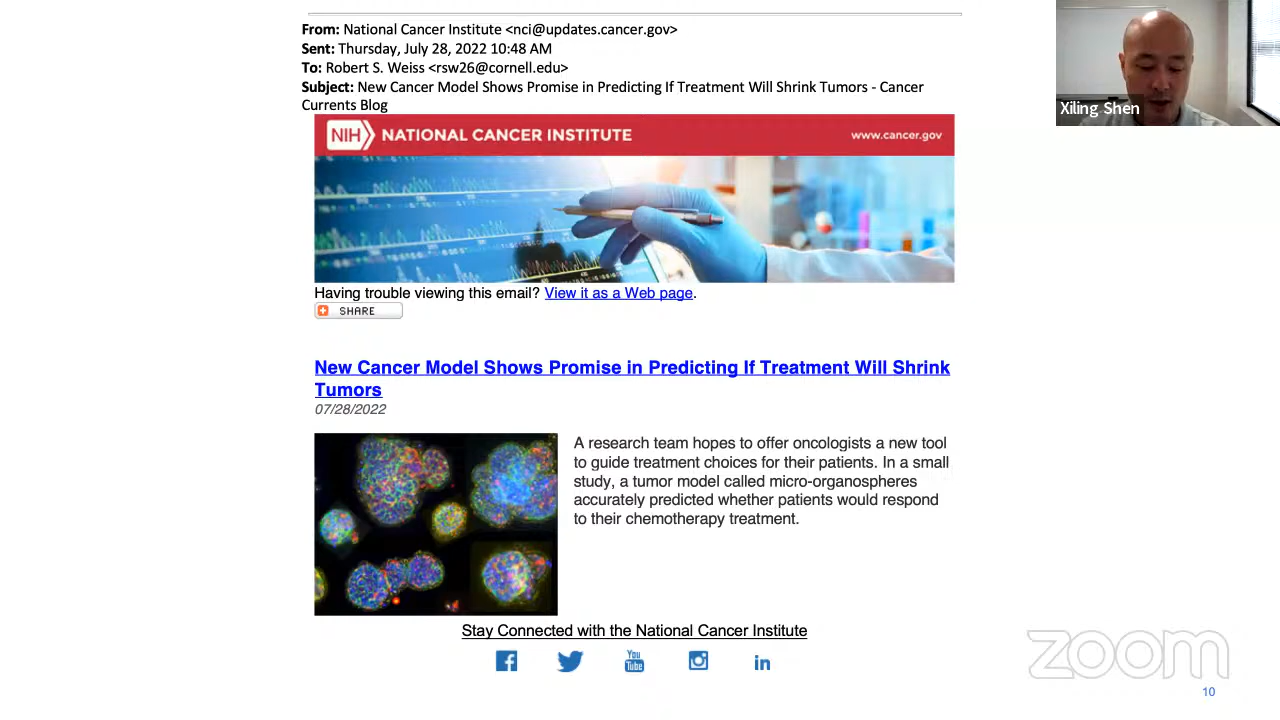 From: National Cancer Institute <nci@updates.cancer.gov>
Sent: Thursday, July 28, 2022 10:48 AM
To: Robert S. Weiss <rsw26@cornell.edu>
Subject: New Cancer Model Shows Promise in Predicting If Treatment Will Shrink Tumors - Cancer
Currents Blog
NIH NATIONAL CANCER INSTITUTE
www.cancer.gov
Xiling Shen
Having trouble viewing this email? View it as a Web page.
SHARE
New Cancer Model Shows Promise in Predicting If Treatment Will Shrink
Tumors
07/28/2022
A research team hopes to offer oncologists a new tool
to guide treatment choices for their patients. In a small
study, a tumor model called micro-organospheres
accurately predicted whether patients would respond
to their chemotherapy treatment.
Stay Connected with the National Cancer Institute
You
Tube
in
zoom
10